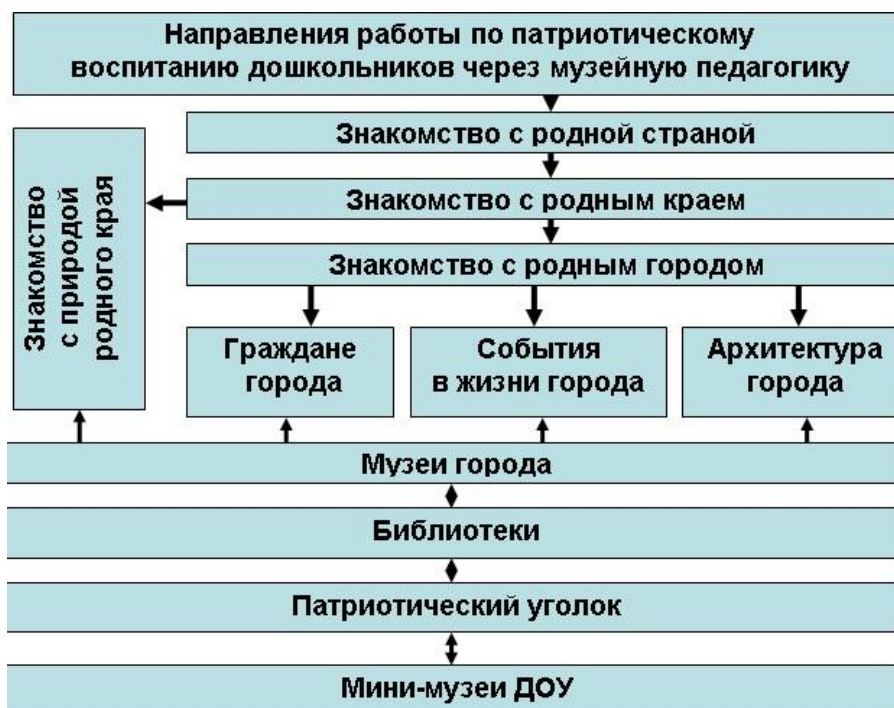 Направления работы по патриотическому
воспитанию дошкольников через музейную педагогику
Знакомство с родной страной
Знакомство с родным краем
Знакомство с родным городом
Знакомство
с природой
родного края
Граждане
города
События
в жизни города
Архитектура
города
Музеи города
Библиотеки
Патриотический уголок
Мини-музеи ДОУ